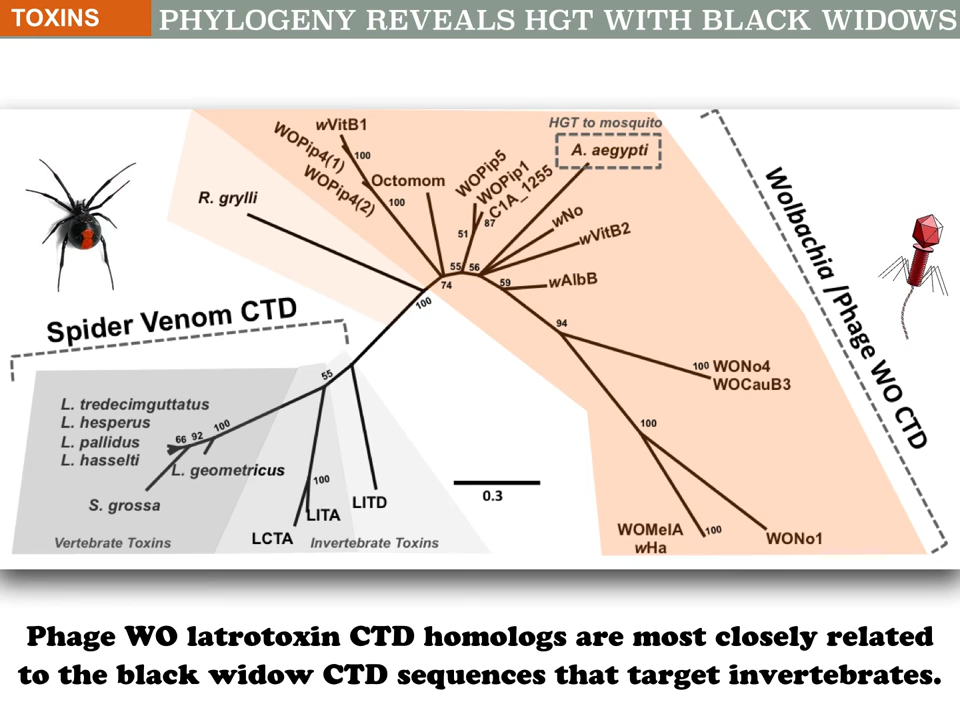 TOXINS
PHYLOGENY REVEALS HGT WITH BLACK WIDOWS
HGT to mosquito
A. aegypti
wVitB1
WOPip4(1)
WOPip4(2)
100
Octomom
100
WOPip5
WOPip1
C1A_1255
87
51
wNo
wVitB2
R. grylli
55
56
74
59
wAlbB
100
94
Wolbachia /Phage WO CTD
Spider Venom CTD
55
100
WONo4
WOCauB3
L. tredecimguttatus
L. hesperus
L. pallidus
L. hasselti
66
92
100
L. geometricus
S. grossa
100
LITA
LCTA
LITD
0.3
100
WOMelA
wHa
100
WONo1
Vertebrate Toxins
Invertebrate Toxins
Phage WO latrotoxin CTD homologs are most closely related
to the black widow CTD sequences that target invertebrates.